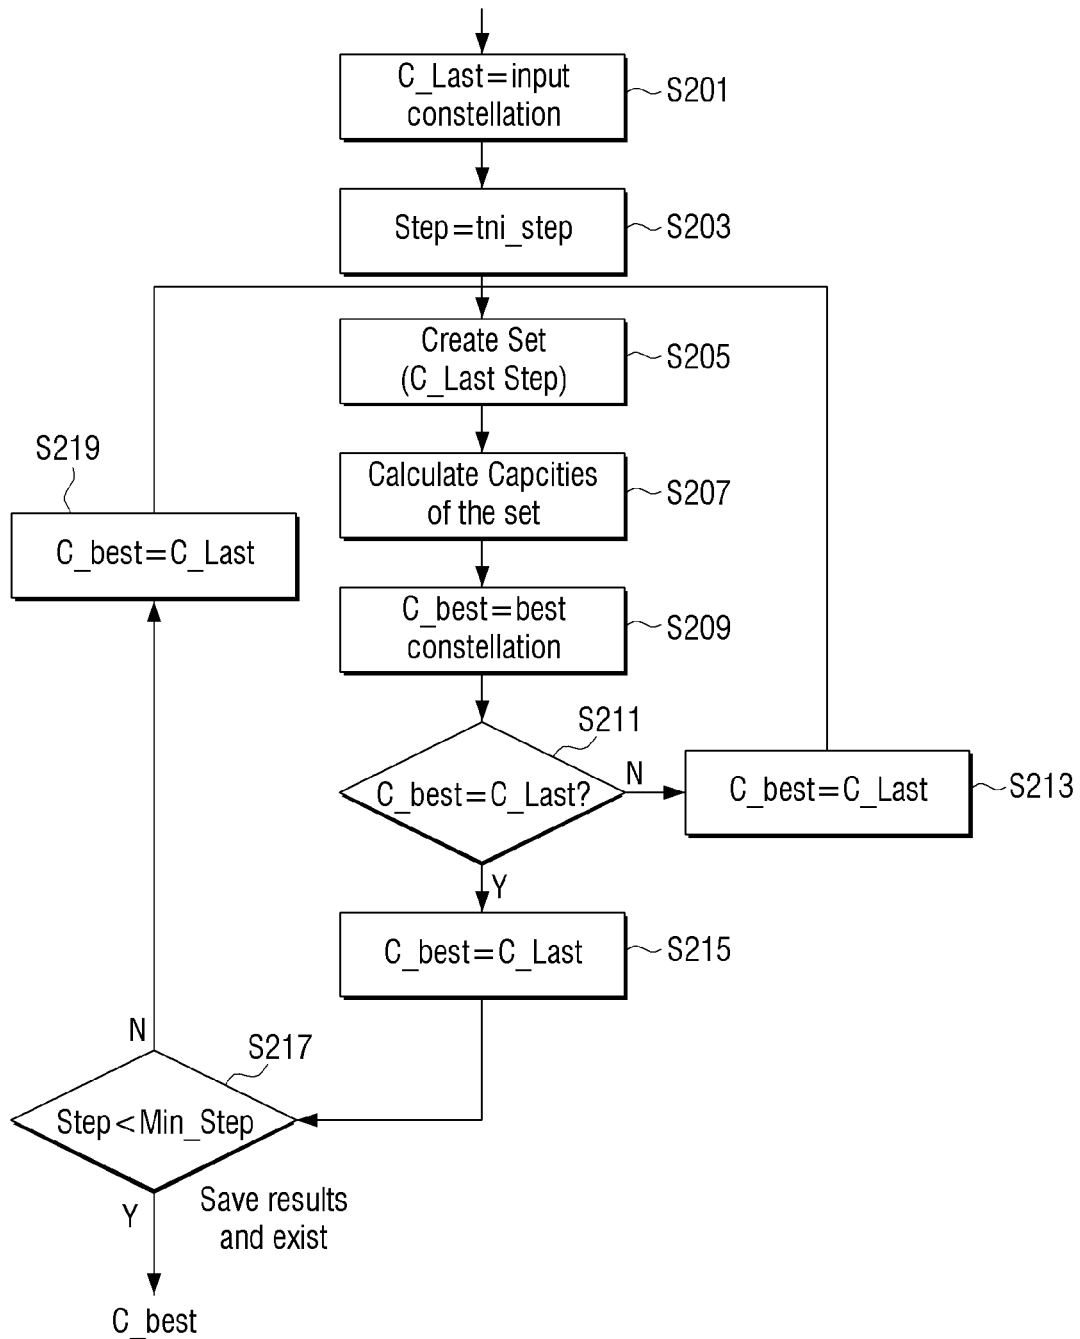 C_Last=input
constellation
S201
Step=tni_step
S203
Create Set
(C_Last Step)
S205
S219
Calculate Capcities
of the set
S207
C_best=C_Last
C_best=best
constellation
S209
S211
C_best=C_Last?
N
C_best=C_Last
S213
Y
C_best=C_Last
S215
N
S217
Step<Min_Step
Y
Save results
and exist
C_best